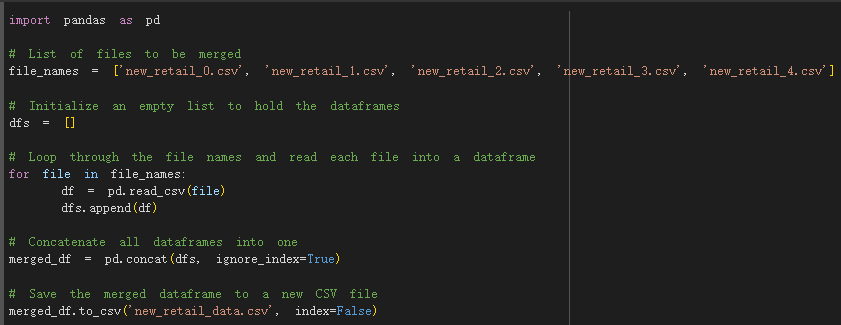 import pandas as pd
# List of files to be merged
file_names = ['new_retail_0.csv', 'new_retail_1.csv', 'new_retail_2.csv', 'new_retail_3.csv', 'new_retail_4.csv']
# Initialize an empty list to hold the dataframes
dfs = []
# Loop through the file names and read each file into a dataframe
for file in file_names:
    df = pd.read_csv(file)
    dfs.append(df)
# Concatenate all dataframes into one
merged_df = pd.concat(dfs, ignore_index=True)
# Save the merged dataframe to a new CSV file
merged_df.to_csv('new_retail_data.csv', index=False)